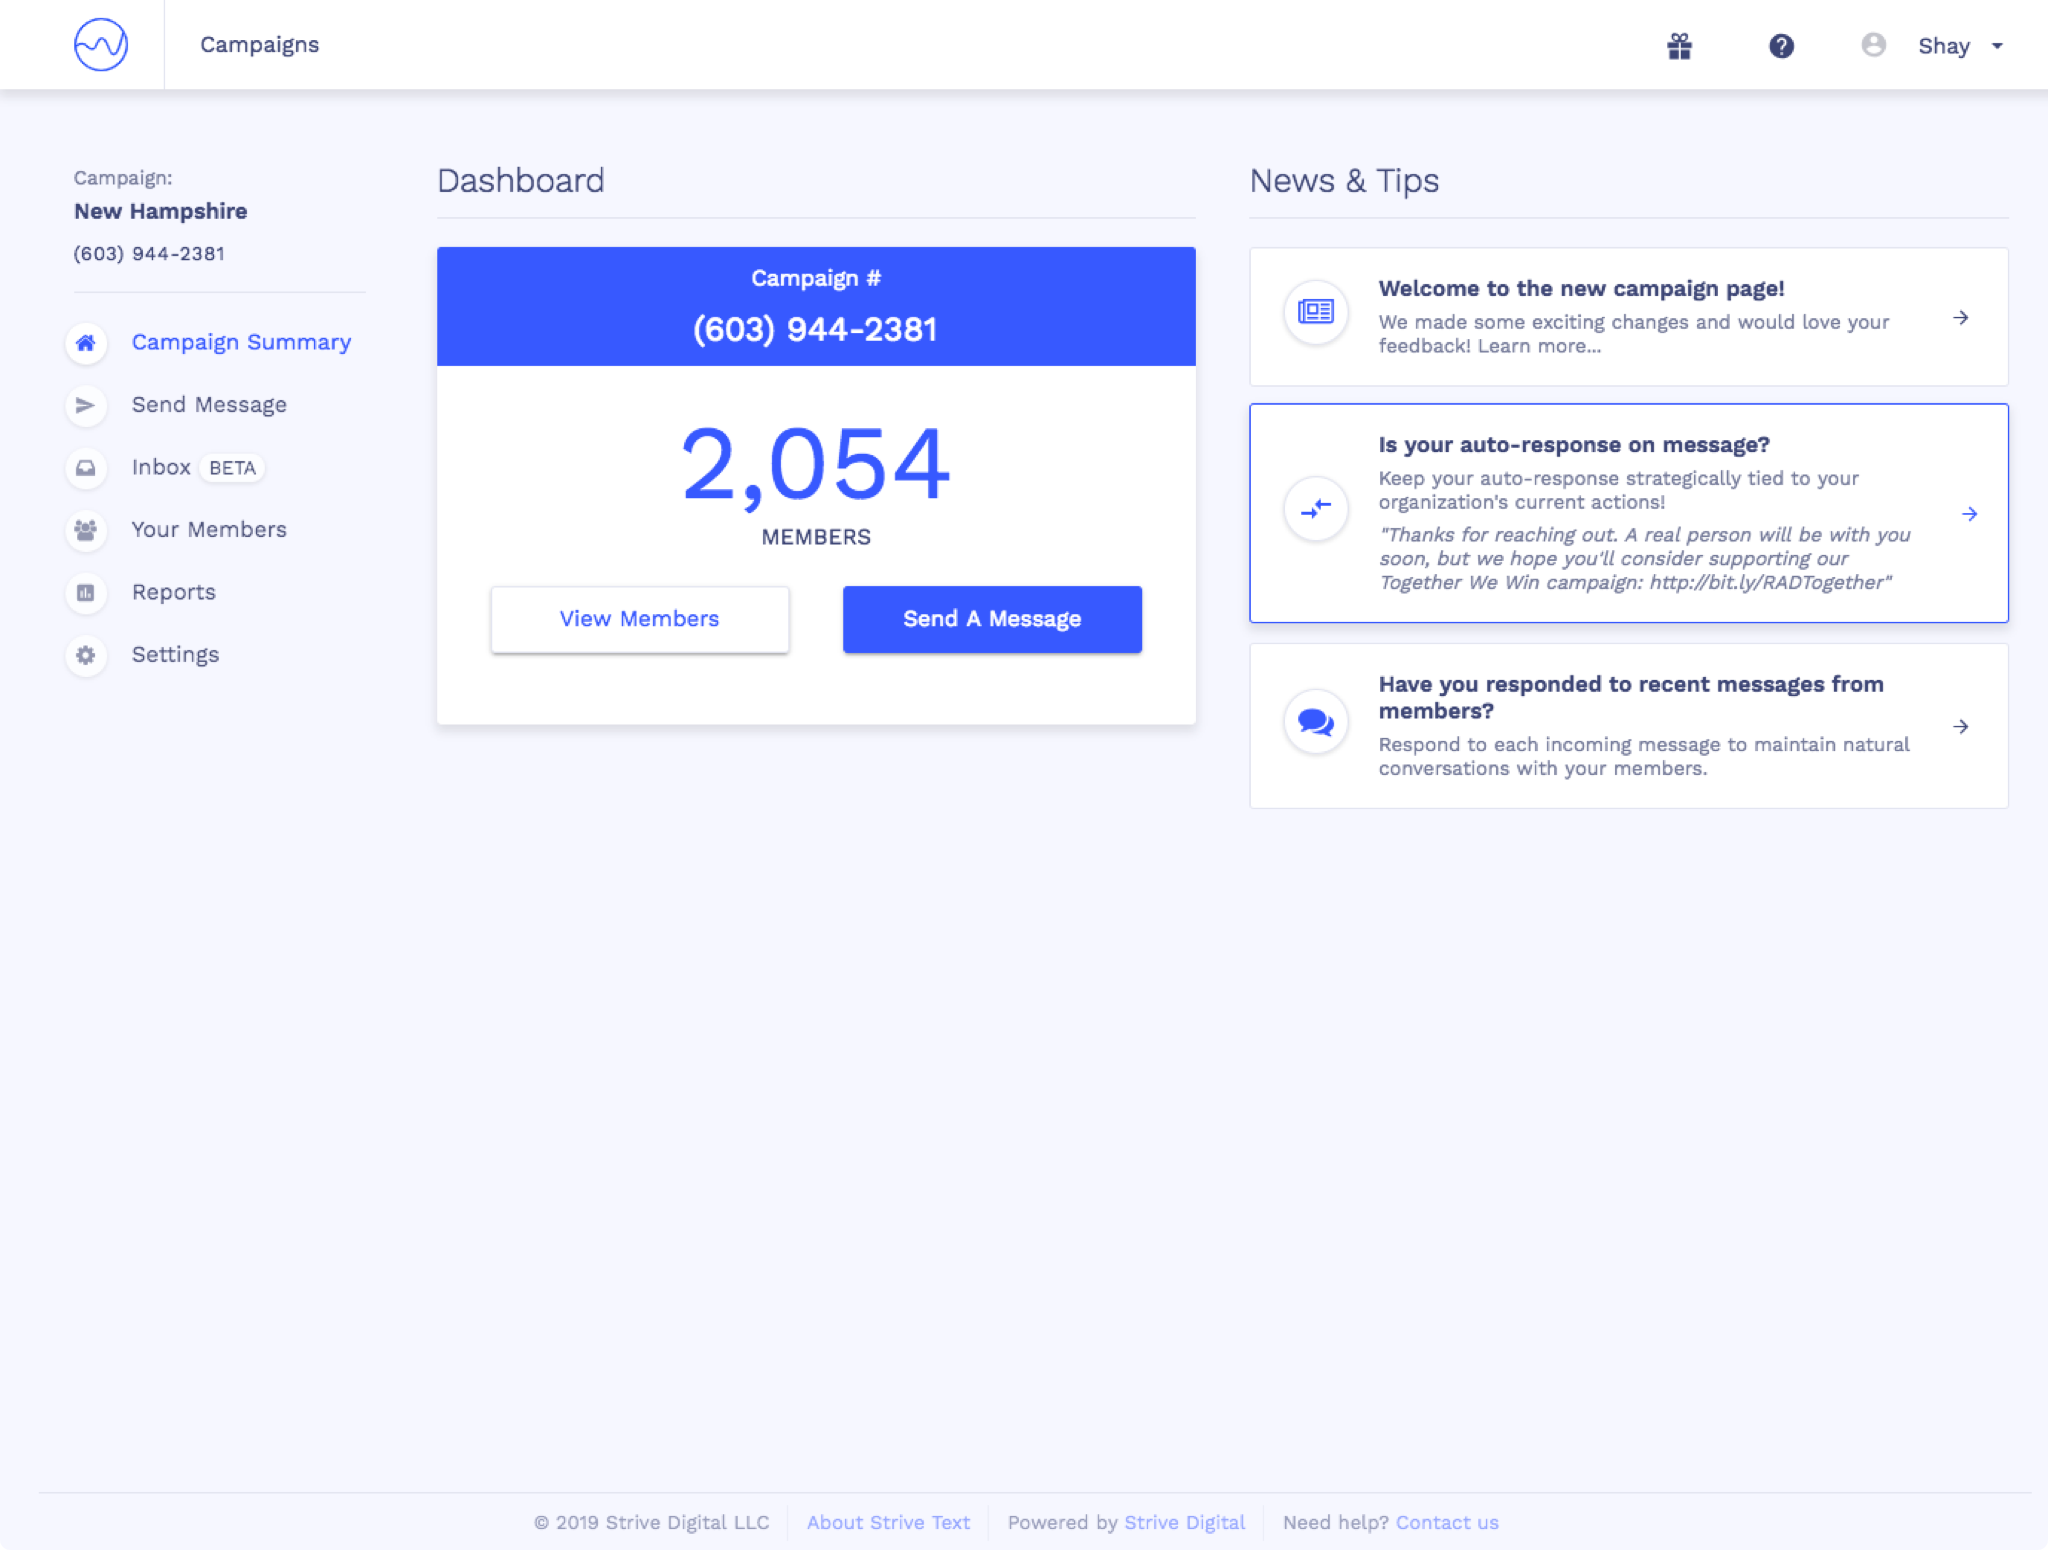 Campaigns
Shay
Campaign:
New Hampshire
(603) 944-2381
Campaign Summary
Send Message
Inbox BETA
Your Members
Reports
Settings
Dashboard
Campaign #
(603) 944-2381
2,054
MEMBERS
View Members
Send A Message
News & Tips
Welcome to the new campaign page!
We made some exciting changes and would love your
feedback! Learn more...
Is your auto-response on message?
Keep your auto-response strategically tied to your
organization's current actions!
"Thanks for reaching out. A real person will be with you
soon, but we hope you'll consider supporting our
Together We Win campaign: http://bit.ly/RADTogether"
Have you responded to recent messages from
members?
Respond to each incoming message to maintain natural
conversations with your members.
© 2019 Strive Digital LLC
About Strive Text
Powered by Strive Digital
Need help? Contact us